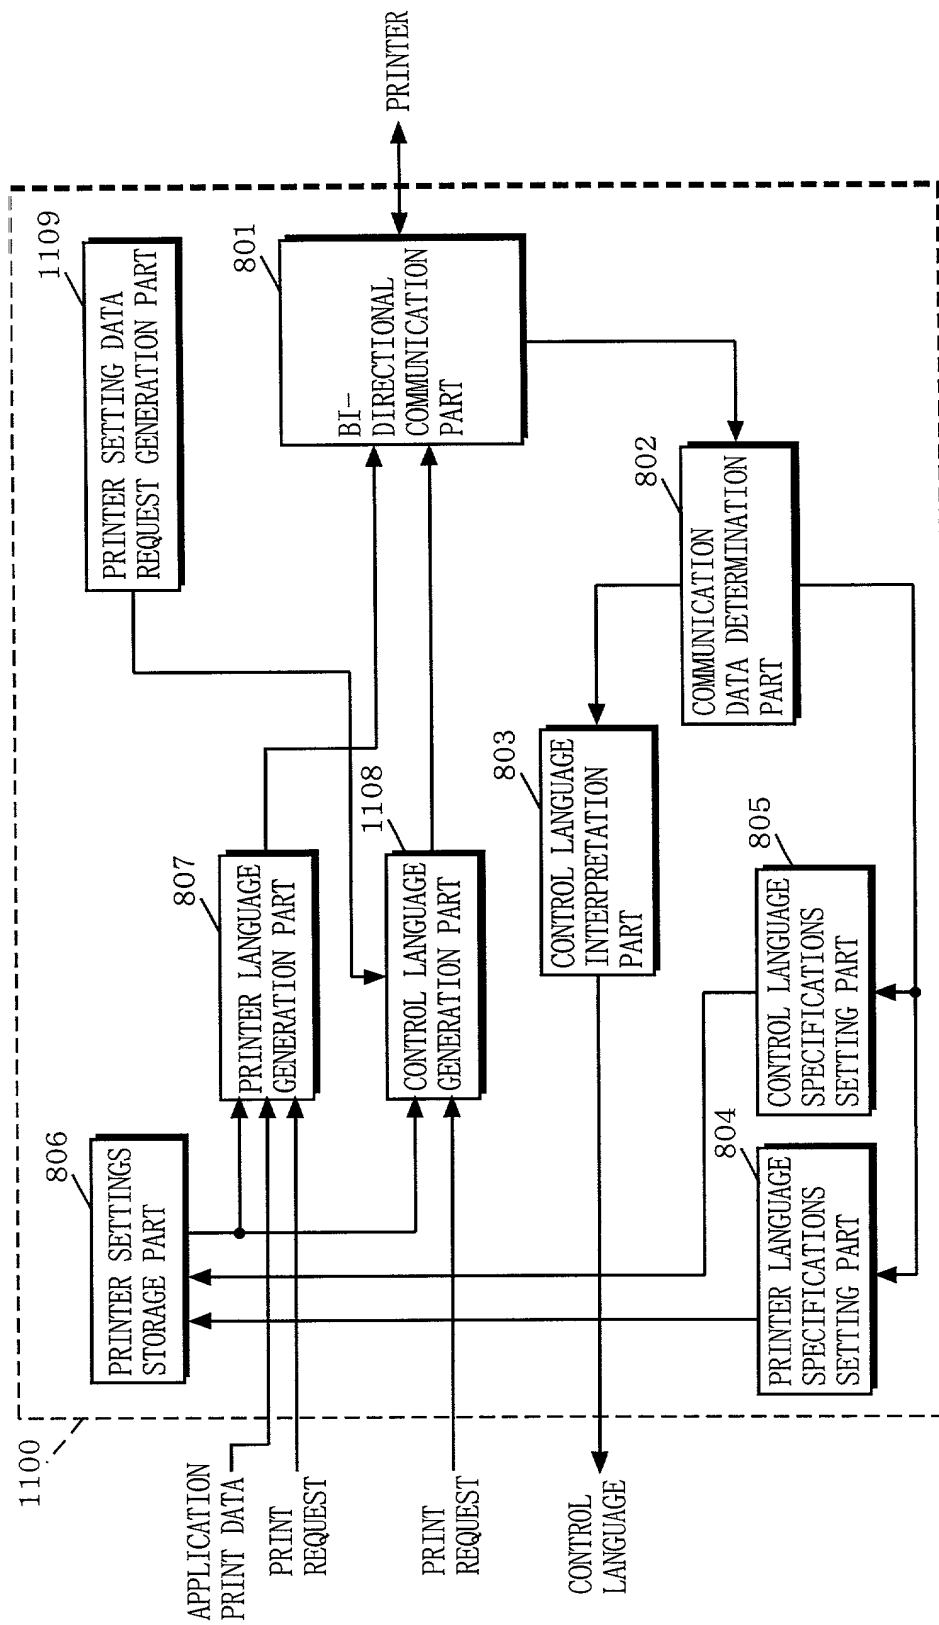 1100
APPLICATION
PRINT DATA
PRINT
REQUEST
PRINT
REQUEST
CONTROL
LANGUAGE
806
PRINTER SETTINGS
STORAGE PART
807
PRINTER LANGUAGE
GENERATION PART
1108
CONTROL LANGUAGE
GENERATION PART
1109
PRINTER SETTING DATA
REQUEST GENERATION PART
801
BI-
DIRECTIONAL
COMMUNICATION
PART
PRINTER
803
CONTROL LANGUAGE
INTERPRETATION
PART
802
COMMUNICATION
DATA DETERMINATION
PART
804
PRINTER LANGUAGE
SPECIFICATIONS
SETTING PART
805
CONTROL LANGUAGE
SPECIFICATIONS
SETTING PART